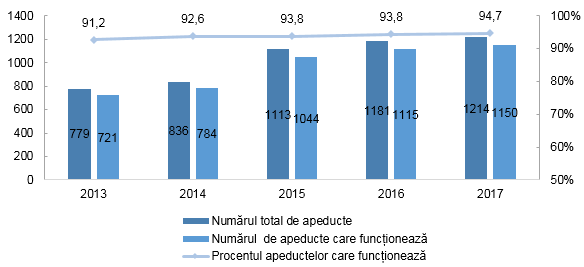 91,2 92,6 93,8 93,8 94,7
1400 100%
1200
1000 90%
800 80%
600
400 70%
200 60%
0 50%
779 721 836 784 1113 1044 1181 1115 1214 1150
2013 2014 2015 2016 2017
Numărul total de apeducte
Numărul de apeducte care funcționează
Procentul apeductelor care funcționează